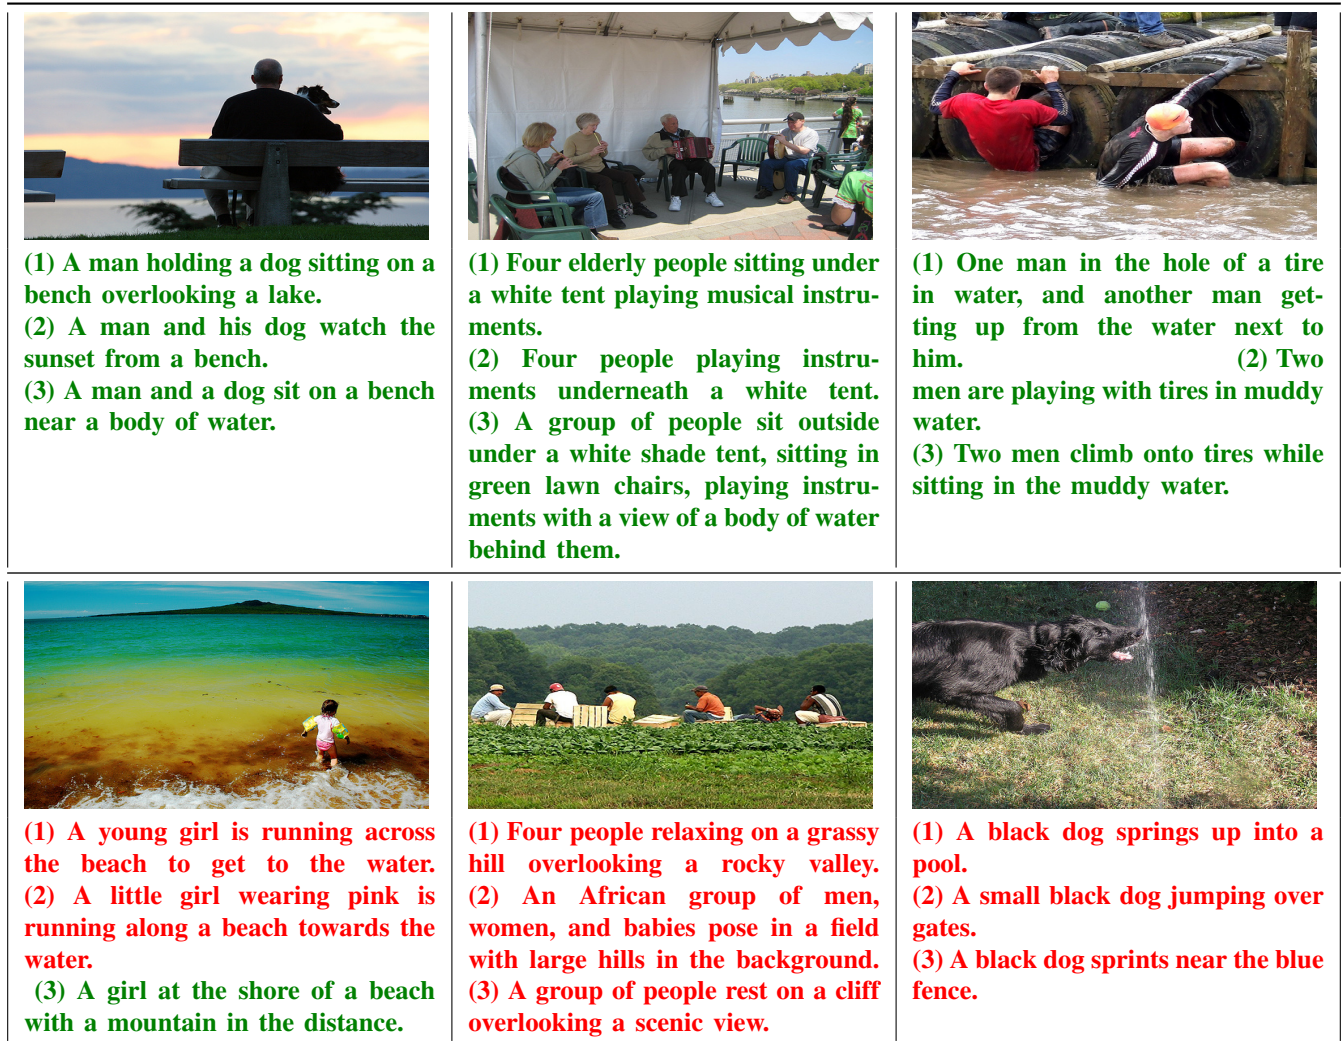 (1) A man holding a dog sitting on a
bench overlooking a lake.
(2) A man and his dog watch the
sunset from a bench.
(3) A man and a dog sit on a bench
near a body of water.
(1) Four elderly people sitting under
a white tent playing musical instru-
ments.
(2) Four people playing instru-
ments underneath a white tent.
(3) A group of people sit outside
under a white shade tent, sitting in
green lawn chairs, playing instru-
ments with a view of a body of water
behind them.
(1) One man in the hole of a tire
in water, and another man get-
ting up from the water next to
him. (2) Two
men are playing with tires in muddy
water.
(3) Two men climb onto tires while
sitting in the muddy water.
(1) A young girl is running across
the beach to get to the water.
(2) A little girl wearing pink is
running along a beach towards the
water.
(3) A girl at the shore of a beach
with a mountain in the distance.
(1) Four people relaxing on a grassy
hill overlooking a rocky valley.
(2) An African group of men,
women, and babies pose in a field
with large hills in the background.
(3) A group of people rest on a cliff
overlooking a scenic view.
(1) A black dog springs up into a
pool.
(2) A small black dog jumping over
gates.
(3) A black dog sprints near the blue
fence.